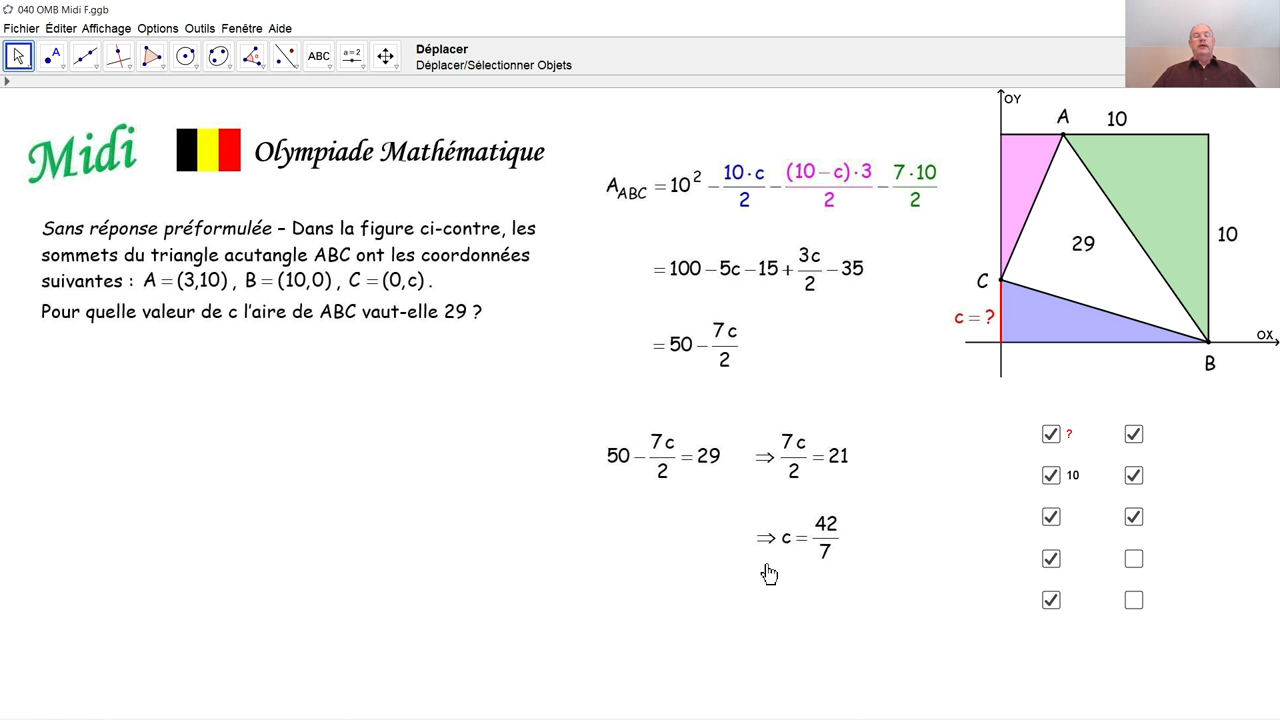 040 OMB Midi F.ggb
Fichier Éditer Affichage Options Outils Fenêtre Aide
A ABC a=2 Déplacer
Déplacer/Sélectionner Objets
Midi Olympiade Mathématique
Sans réponse préformulée – Dans la figure ci-contre, les
sommets du triangle acutangle ABC ont les coordonnées
suivantes : A = (3,10) , B = (10,0) , C = (0,c) .
Pour quelle valeur de c l'aire de ABC vaut-elle 29 ?
A_ABC = 10² − 10·c/2 − (10−c)·3/2 − 7·10/2
= 100 − 5c − 15 + 3c/2 − 35
= 50 − 7c/2
50 − 7c/2 = 29 ⇒ 7c/2 = 21
⇒ c = 42/7
OY
A 10
29 10
C
c = ?
OX
B
?
10